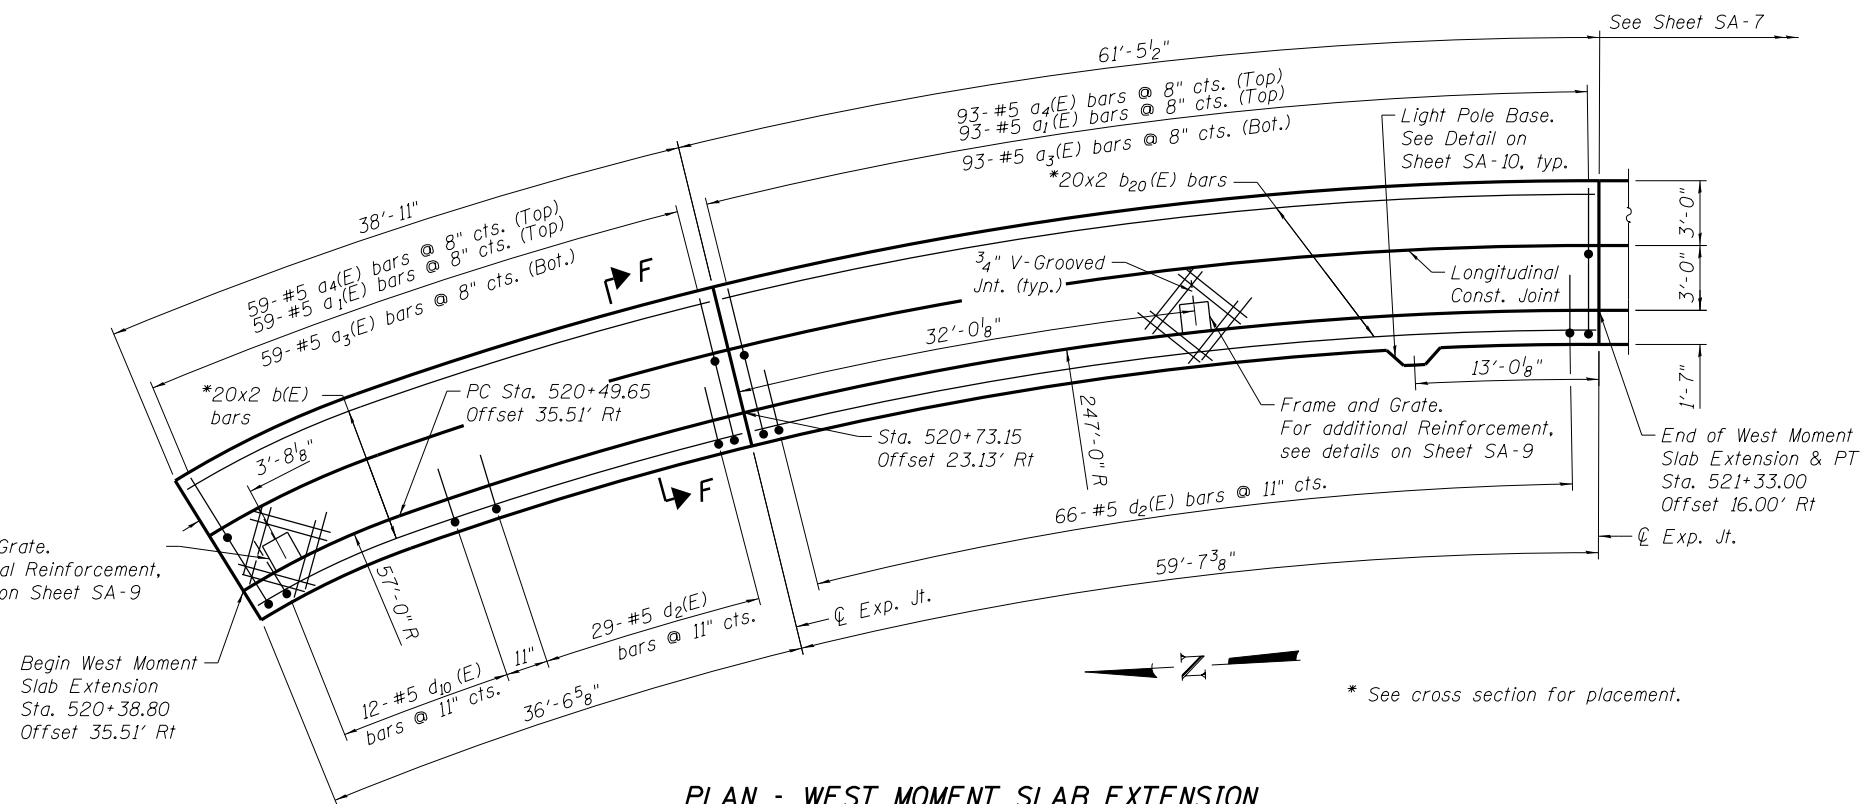 See Sheet SA-7
61'-5½"
93-#5 a4(E) bars @ 8" cts. (Top)
93-#5 a1(E) bars @ 8" cts. (Top)
93-#5 a3(E) bars @ 8" cts. (Bot.)
Light Pole Base.
See Detail on
Sheet SA-10, typ.
*20x2 b20(E) bars
38'-11"
59-#5 a4(E) bars @ 8" cts. (Top)
59-#5 a1(E) bars @ 8" cts. (Top)
59-#5 a3(E) bars @ 8" cts. (Bot.)
F
¾" V-Grooved
Jnt. (typ.)
Longitudinal
Const. Joint
3'-0"
3'-0"
1'-7"
32'-0⅛"
13'-0⅛"
*20x2 b(E)
bars
PC Sta. 520+49.65
Offset 35.51' Rt
3'-8⅛"
247'-0" R
Sta. 520+73.15
Offset 23.13' Rt
Frame and Grate.
For additional Reinforcement,
see details on Sheet SA-9
End of West Moment
Slab Extension & PT
Sta. 521+33.00
Offset 16.00' Rt
F
66-#5 d2(E) bars @ 11" cts.
℄ Exp. Jt.
59'-7⅜"
Grate.
al Reinforcement,
on Sheet SA-9
57'-0" R
29-#5 d2(E)
bars @ 11" cts.
℄ Exp. Jt.
11"
12-#5 d10(E)
bars @ 11" cts.
36'-6⅝"
Begin West Moment
Slab Extension
Sta. 520+38.80
Offset 35.51' Rt
N
* See cross section for placement.
PLAN - WEST MOMENT SLAB EXTENSION